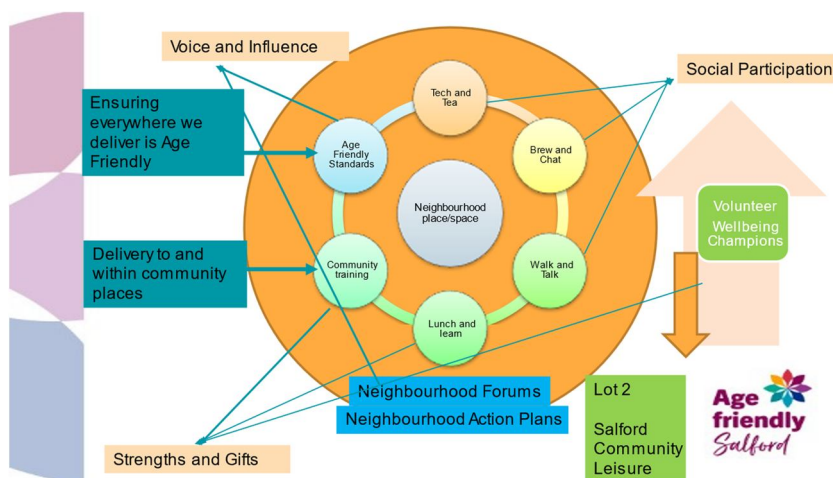 Voice and Influence
Social Participation
Ensuring
everywhere we
deliver is Age
Friendly
Tech and
Tea
Age
Friendly
Standards
Brew and
Chat
Neighbourhood
place/space
Volunteer
Wellbeing
Champions
Delivery to and
within community
places
Community
training
Walk and
Talk
Lunch and
learn
Neighbourhood Forums
Neighbourhood Action Plans
Lot 2
Salford
Community
Leisure
Age
friendly
Salford
Strengths and Gifts